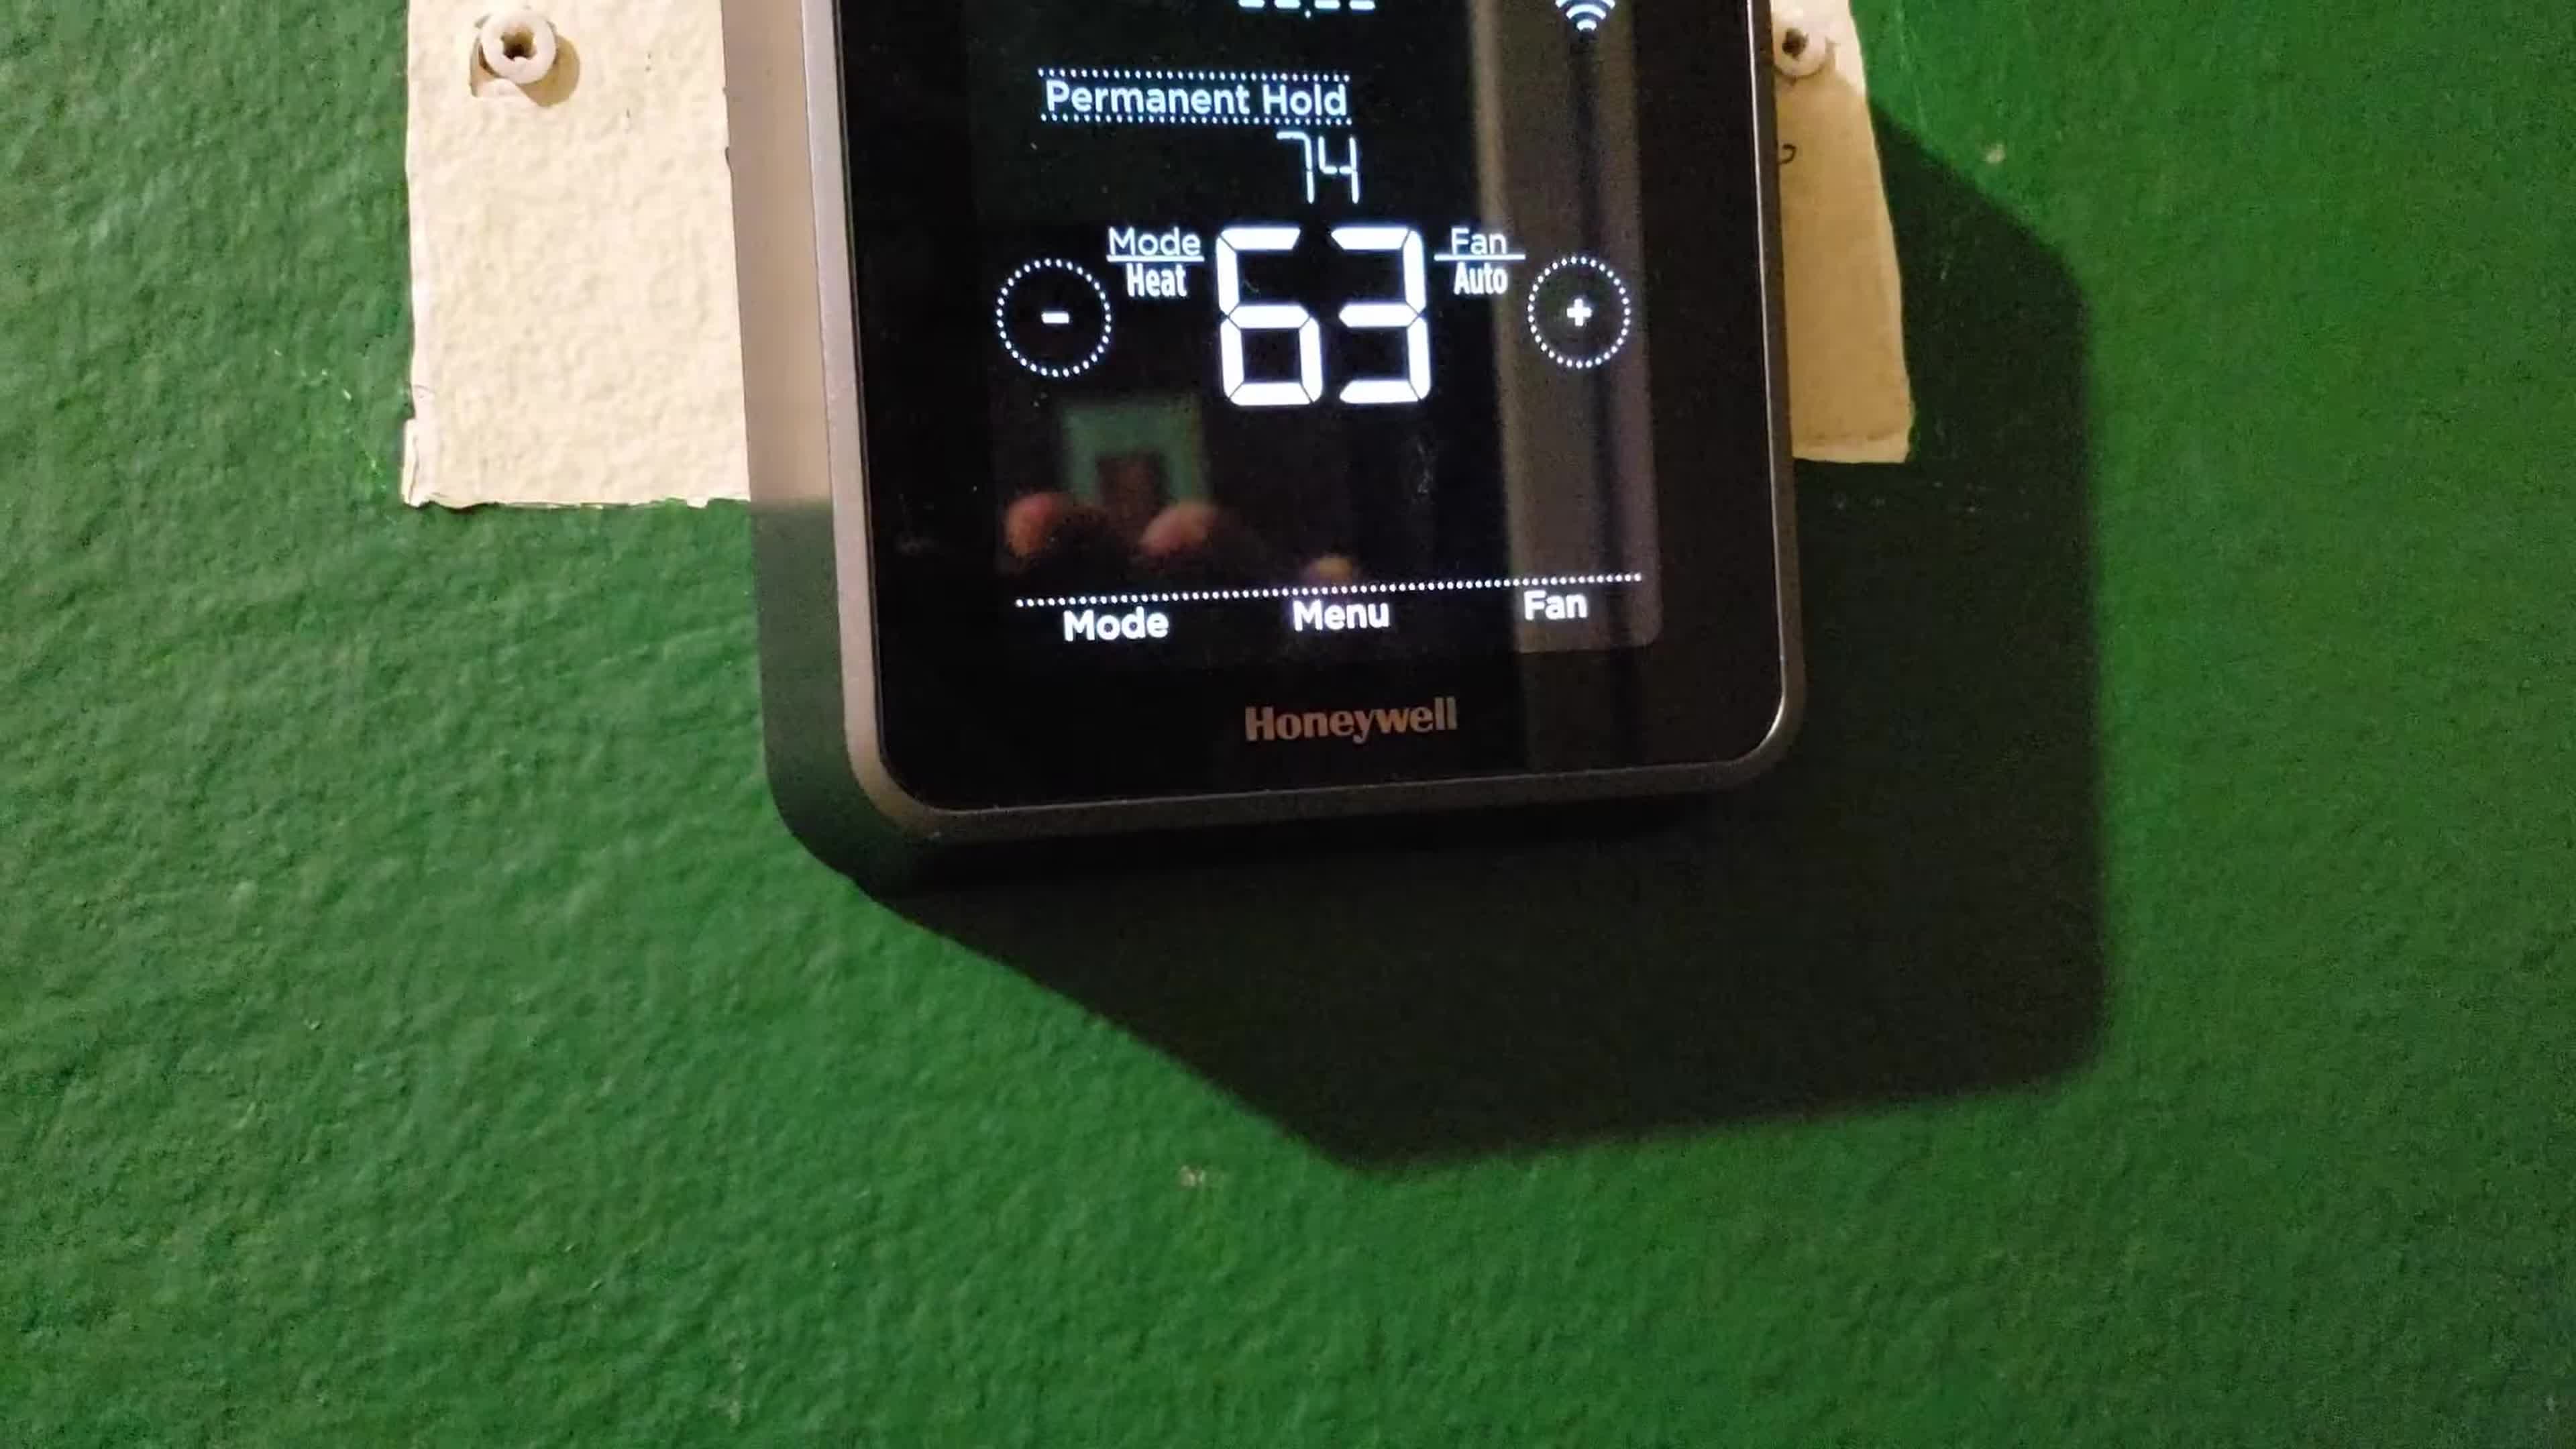 Permanent Hold
74
Mode
Heat
63
Fan
Auto
-
+
Mode Menu Fan
Honeywell